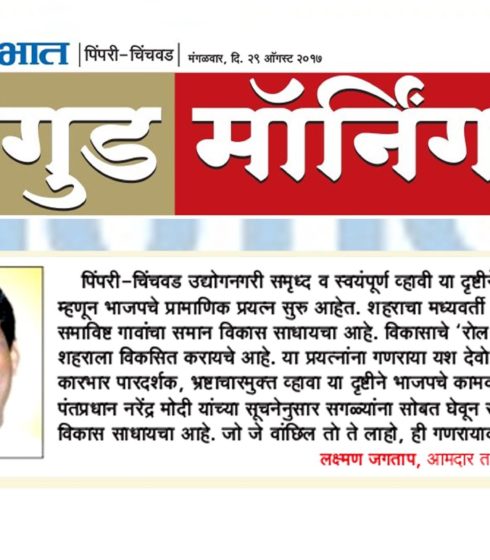 भात | पिंपरी-चिंचवड | मंगळवार, दि. २९ ऑगस्ट २०१७
गुड मॉर्निंग
पिंपरी-चिंचवड उद्योगनगरी समृध्द व स्वयंपूर्ण व्हावी या दृष्टीने
म्हणून भाजपचे प्रामाणिक प्रयत्न सुरु आहेत. शहराचा मध्यवर्ती
समाविष्ट गावांचा समान विकास साधायचा आहे. विकासाचे ‘रोल
शहराला विकसित करायचे आहे. या प्रयत्नांना गणराया यश देवो
कारभार पारदर्शक, भ्रष्टाचारमुक्त व्हावा या दृष्टीने भाजपचे
पंतप्रधान नरेंद्र मोदी यांच्या सूचनेनुसार सगळ्यांना सोबत घेवून
विकास साधायचा आहे. जो जे वांछिल तो ते लाहो, ही
लक्ष्मण जगताप, आमदार